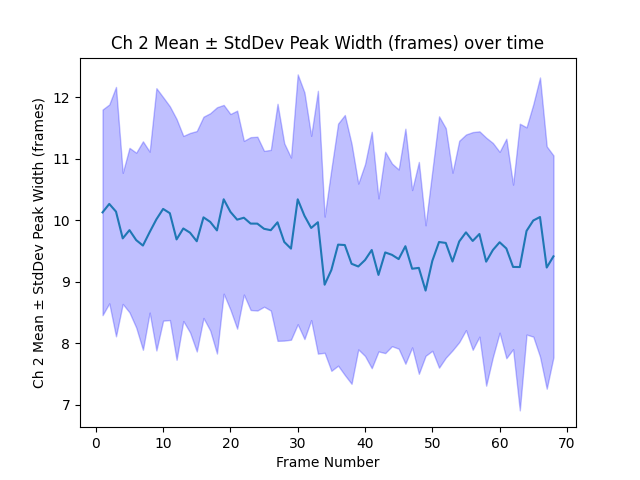 Ch 2 Mean ± StdDev Peak Width (frames) over time
Ch 2 Mean ± StdDev Peak Width (frames)
12
11
10
9
8
7
0 10 20 30 40 50 60 70
Frame Number